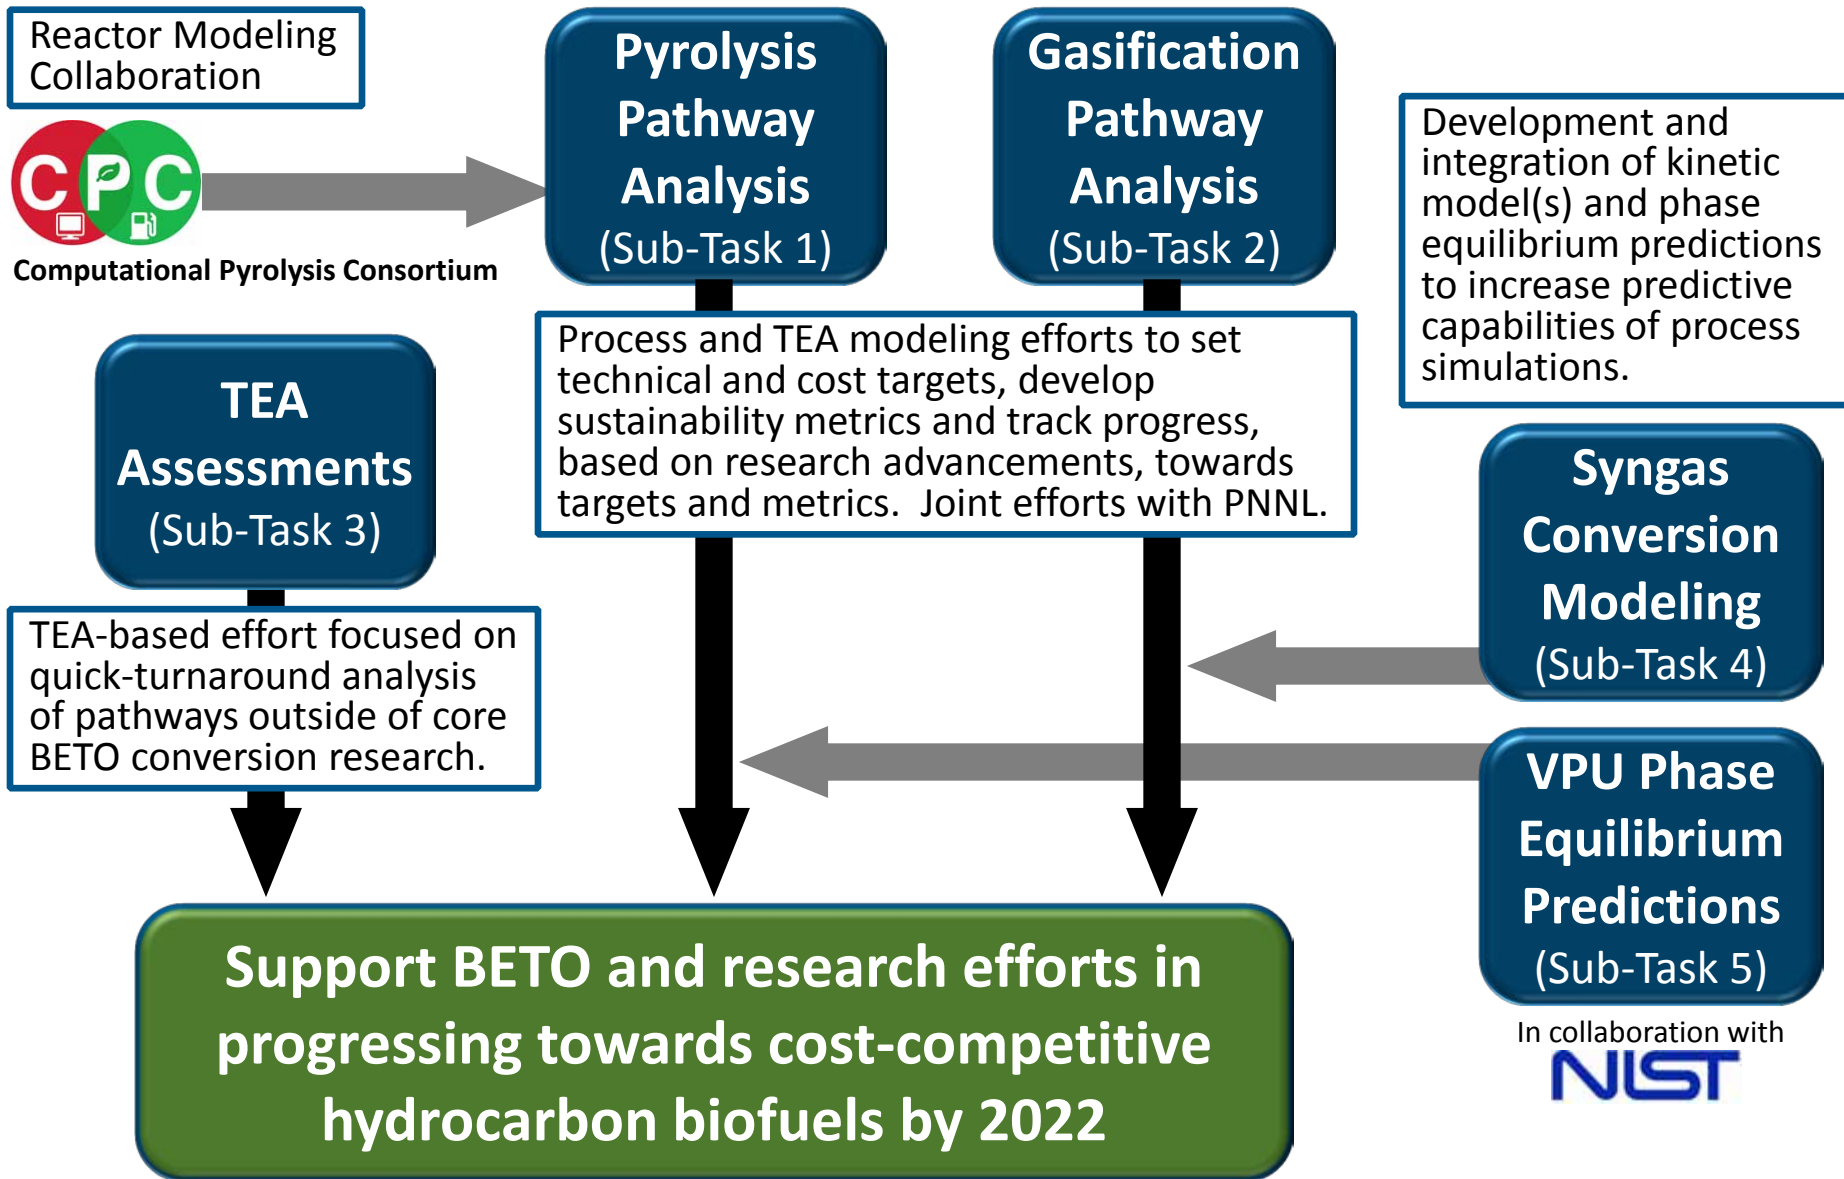 Reactor Modeling
Collaboration
CPC
Computational Pyrolysis Consortium
Pyrolysis
Pathway
Analysis
(Sub-Task 1)
Gasification
Pathway
Analysis
(Sub-Task 2)
Development and
integration of kinetic
model(s) and phase
equilibrium predictions
to increase predictive
capabilities of process
simulations.
Process and TEA modeling efforts to set
technical and cost targets, develop
sustainability metrics and track progress,
based on research advancements, towards
targets and metrics.  Joint efforts with PNNL.
TEA
Assessments
(Sub-Task 3)
TEA-based effort focused on
quick-turnaround analysis
of pathways outside of core
BETO conversion research.
Syngas
Conversion
Modeling
(Sub-Task 4)
VPU Phase
Equilibrium
Predictions
(Sub-Task 5)
In collaboration with
NIST
Support BETO and research efforts in
progressing towards cost-competitive
hydrocarbon biofuels by 2022